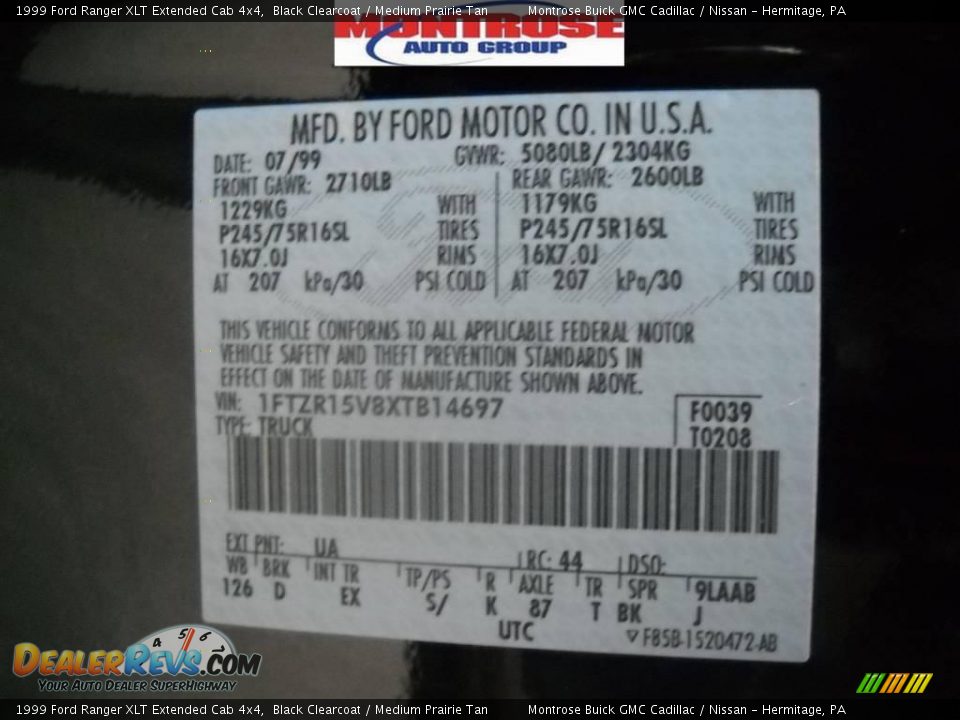 1999 Ford Ranger XLT Extended Cab 4x4, Black Clearcoat / Medium Prairie Tan Montrose Buick GMC Cadillac / Nissan - Hermitage, PA
MONTROSE
AUTO GROUP
MFD. BY FORD MOTOR CO. IN U.S.A.
DATE: 07/99 GVWR: 5080LB/ 2304KG
FRONT GAWR: 2710LB REAR GAWR: 2600LB
1229KG WITH 1179KG WITH
P245/75R16SL TIRES P245/75R16SL TIRES
16X7.0J RIMS 16X7.0J RIMS
AT 207 kPa/30 PSI COLD AT 207 kPa/30 PSI COLD
THIS VEHICLE CONFORMS TO ALL APPLICABLE FEDERAL MOTOR
VEHICLE SAFETY AND THEFT PREVENTION STANDARDS IN
EFFECT ON THE DATE OF MANUFACTURE SHOWN ABOVE.
VIN: 1FTZR15V8XTB14697 F0039
TYPE: TRUCK T0208
EXT PNT: UA RC: 44 DSO:
WB BRK INT TR TP/PS R AXLE TR SPR 9LAAB
126 D EX S/ K 87 T BK J
UTC ▽F85B-1520472-AB
4 5 6
DEALERREVS.COM
Your Auto Dealer SuperHighway
1999 Ford Ranger XLT Extended Cab 4x4, Black Clearcoat / Medium Prairie Tan Montrose Buick GMC Cadillac / Nissan - Hermitage, PA